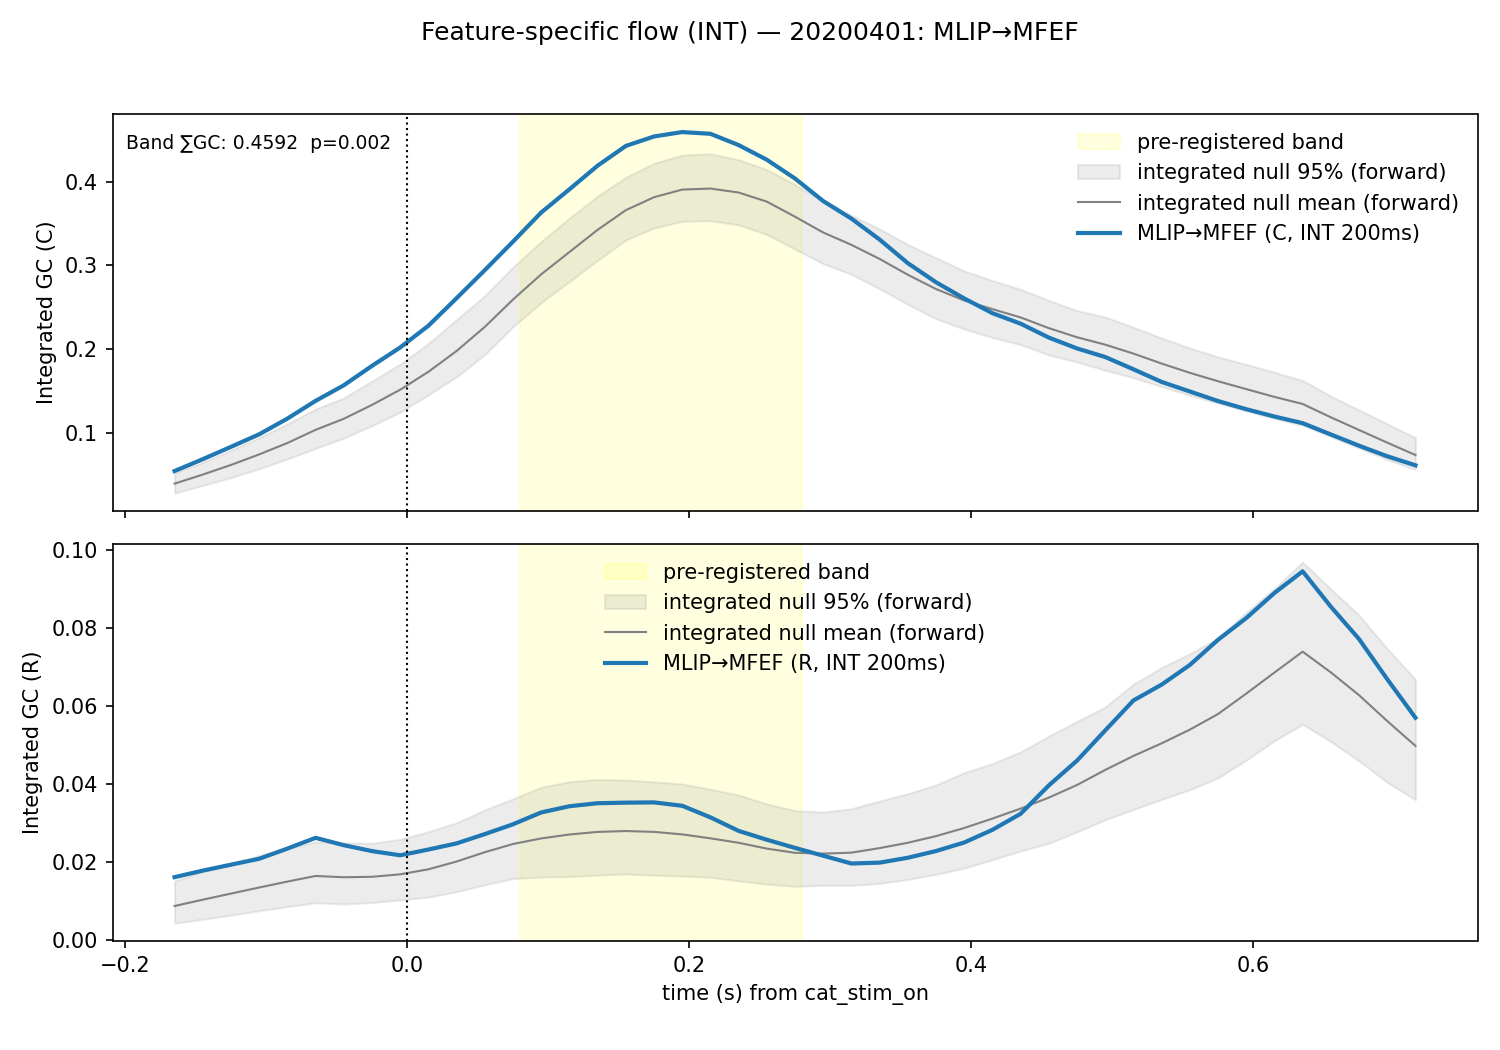 Feature-specific flow (INT) — 20200401: MLIP→MFEF
Band ∑GC: 0.4592  p=0.002
pre-registered band
integrated null 95% (forward)
integrated null mean (forward)
MLIP→MFEF (C, INT 200ms)
Integrated GC (C)
0.4
0.3
0.2
0.1
pre-registered band
integrated null 95% (forward)
integrated null mean (forward)
MLIP→MFEF (R, INT 200ms)
Integrated GC (R)
0.10
0.08
0.06
0.04
0.02
0.00
−0.2 0.0 0.2 0.4 0.6
time (s) from cat_stim_on